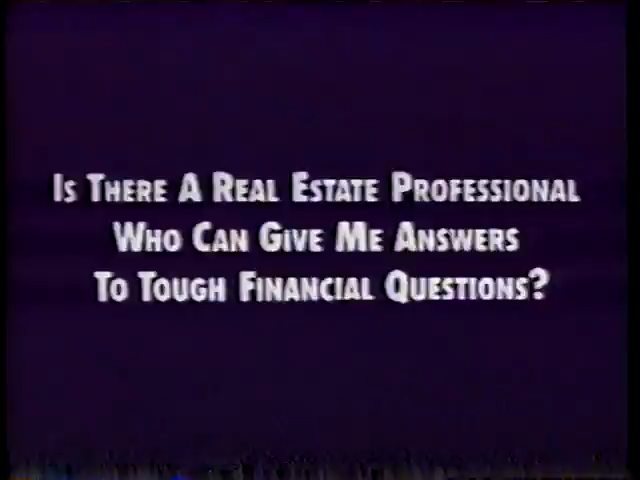 Is There A Real Estate Professional
Who Can Give Me Answers
To Tough Financial Questions?